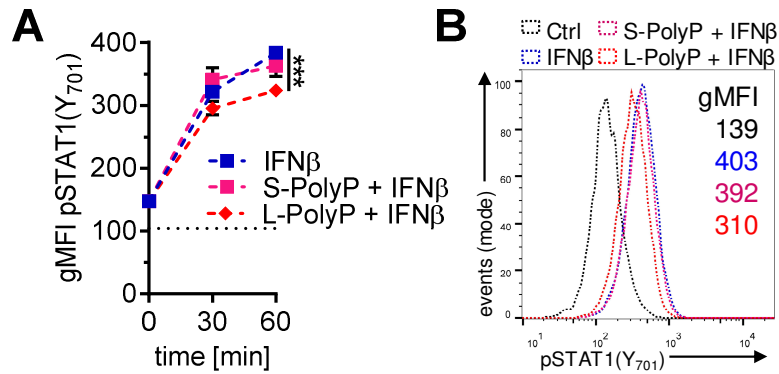 A
gMFI pSTAT1(Y701)
400
300
200
100
0
0 30 60
time [min]
***
IFNβ
S-PolyP + IFNβ
L-PolyP + IFNβ
B
Ctrl S-PolyP + IFNβ
IFNβ L-PolyP + IFNβ
events (mode)
100
80
60
40
20
0
gMFI
139
403
392
310
10¹ 10² 10³ 10⁴
pSTAT1(Y701)